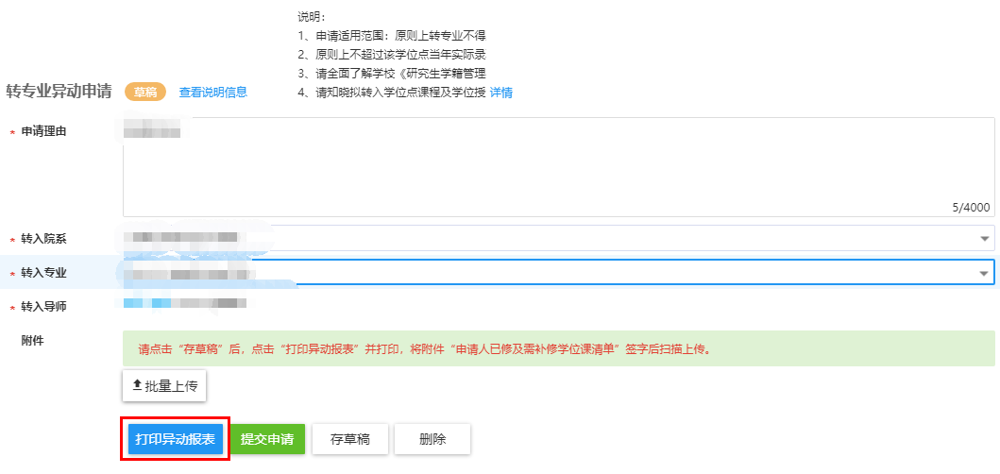 说明：
1、申请适用范围：原则上转专业不得
2、原则上不超过该学位点当年实际录
3、请全面了解学校《研究生学籍管理
4、请知晓拟转入学位点课程及学位授 详情
转专业异动申请 草稿 查看说明信息
* 申请理由
5/4000
* 转入院系
* 转入专业
* 转入导师
附件
请点击“存草稿”后，点击“打印异动报表”并打印，将附件“申请人已修及需补修学位课清单”签字后扫描上传。
批量上传
打印异动报表 提交申请 存草稿 删除